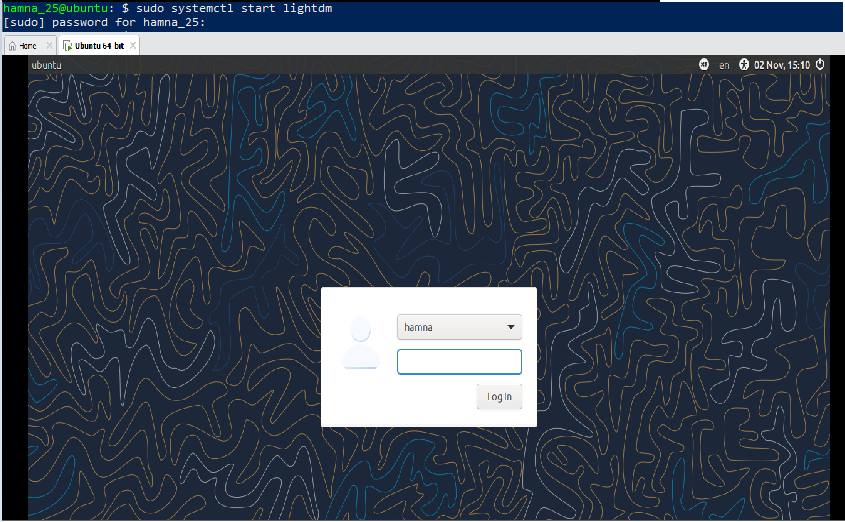 hamna_25@ubuntu: $ sudo systemctl start lightdm
[sudo] password for hamna_25:
Home Ubuntu 64-bit
ubuntu en 02 Nov, 15:10
hamna
Log In